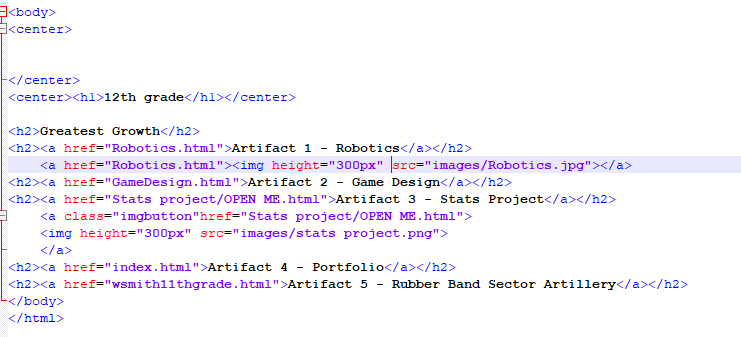 <body>
<center>
</center>
<center><h1>12th grade</h1></center>
<h2>Greatest Growth</h2>
<h2><a href="Robotics.html">Artifact 1 - Robotics</a></h2>
<a href="Robotics.html"><img height="300px" src="images/Robotics.jpg"></a>
<h2><a href="GameDesign.html">Artifact 2 - Game Design</a></h2>
<h2><a href="Stats project/OPEN ME.html">Artifact 3 - Stats Project</a></h2>
<a class="imgbutton"href="Stats project/OPEN ME.html">
<img height="300px" src="images/stats project.png">
</a>
<h2><a href="index.html">Artifact 4 - Portfolio</a></h2>
<h2><a href="wsmith11thgrade.html">Artifact 5 - Rubber Band Sector Artillery</a></h2>
</body>
</html>